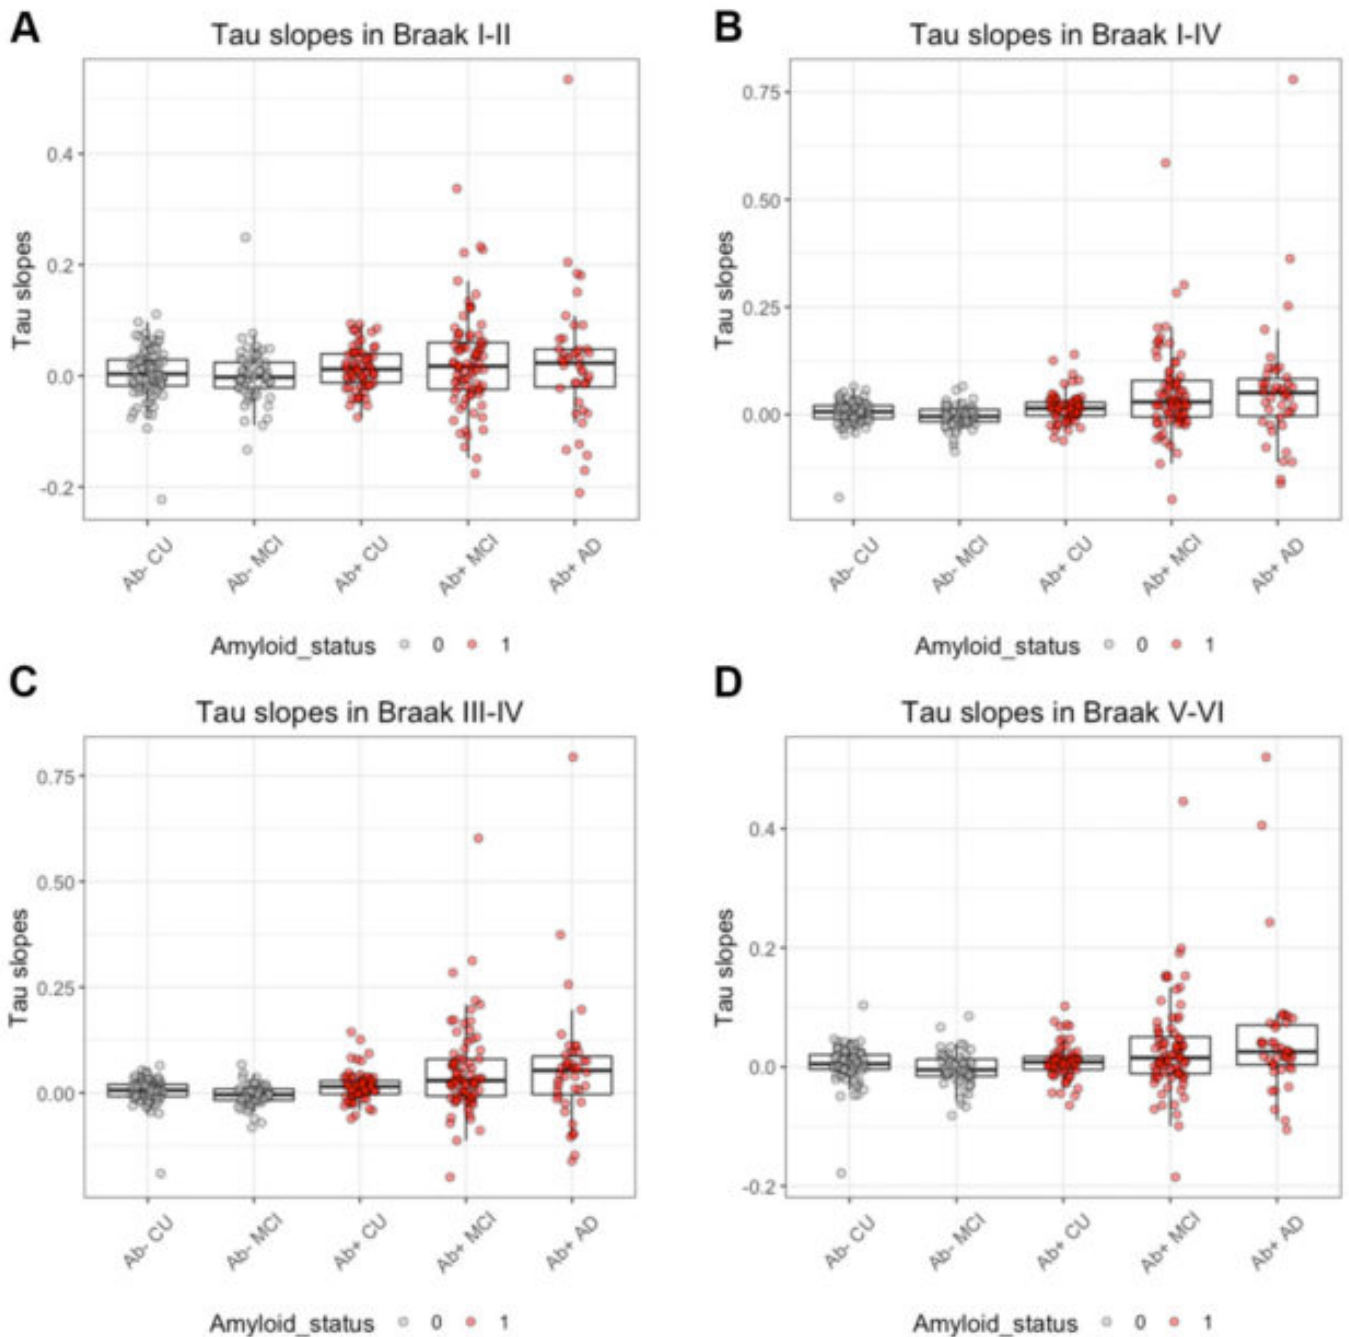 A
Tau slopes in Braak I-II
Tau slopes
0.4
0.2
0.0
-0.2
Ab- CU
Ab- MCI
Ab+ CU
Ab+ MCI
Ab+ AD
Amyloid_status 0 1
B
Tau slopes in Braak I-IV
Tau slopes
0.75
0.50
0.25
0.00
Ab- CU
Ab- MCI
Ab+ CU
Ab+ MCI
Ab+ AD
Amyloid_status 0 1
C
Tau slopes in Braak III-IV
Tau slopes
0.75
0.50
0.25
0.00
Ab- CU
Ab- MCI
Ab+ CU
Ab+ MCI
Ab+ AD
Amyloid_status 0 1
D
Tau slopes in Braak V-VI
Tau slopes
0.4
0.2
0.0
-0.2
Ab- CU
Ab- MCI
Ab+ CU
Ab+ MCI
Ab+ AD
Amyloid_status 0 1